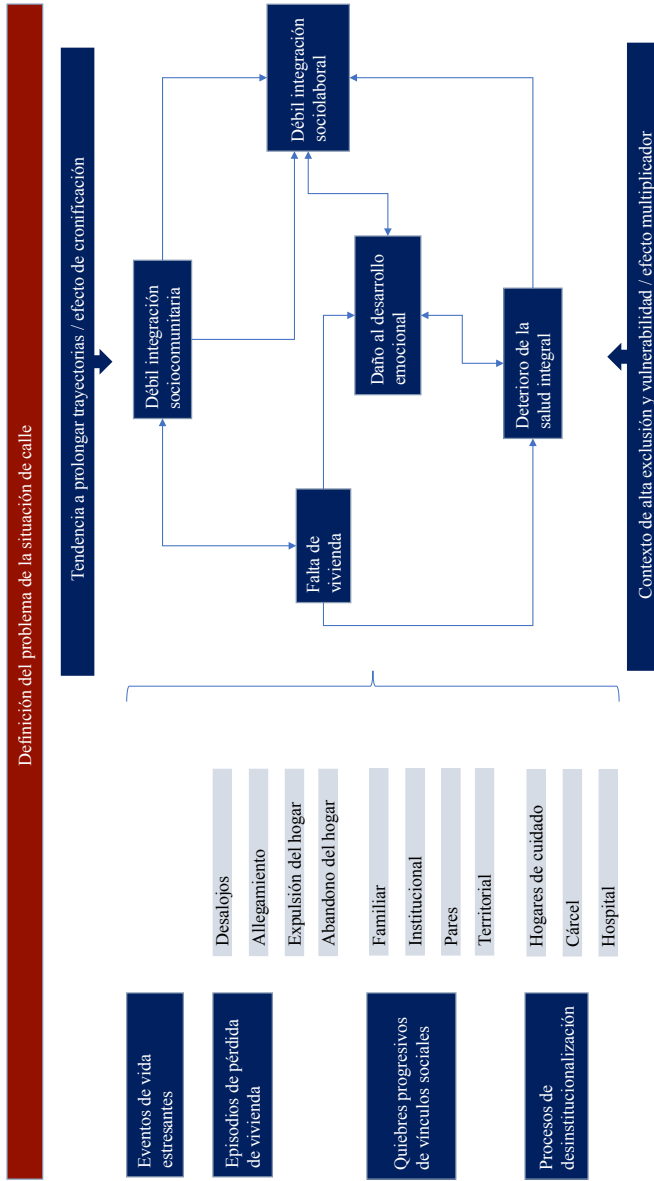 Definición del problema de la situación de calle
Tendencia a prolongar trayectorias / efecto de cronificación
Eventos de vida
estresantes
Episodios de pérdida
de vivienda
Desalojos
Allegamiento
Expulsión del hogar
Abandono del hogar
Quiebres progresivos
de vínculos sociales
Familiar
Institucional
Pares
Territorial
Procesos de
desinstitucionalización
Hogares de cuidado
Cárcel
Hospital
Falta de
vivienda
Débil integración
sociocomunitaria
Daño al desarrollo
emocional
Deterioro de la
salud integral
Débil integración
sociolaboral
Contexto de alta exclusión y vulnerabilidad / efecto multiplicador